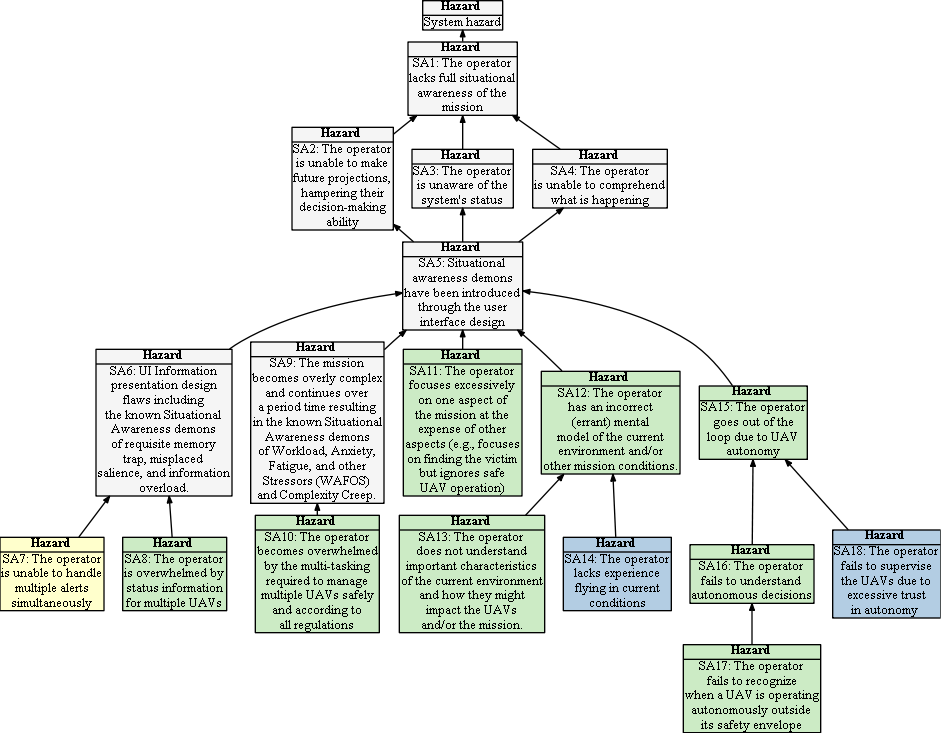 Hazard
System hazard
Hazard
SA1: The operator
lacks full situational
awareness of the
mission
Hazard
SA2: The operator
is unable to make
future projections,
hampering their
decision-making
ability
Hazard
SA3: The operator
is unaware of the
system's status
Hazard
SA4: The operator
is unable to comprehend
what is happening
Hazard
SA5: Situational
awareness demons
have been introduced
through the user
interface design
Hazard
SA6: UI Information
presentation design
flaws including
the known Situational
Awareness demons
of requisite memory
trap, misplaced
salience, and information
overload.
Hazard
SA9: The mission
becomes overly complex
and continues over
a period time resulting
in the known Situational
Awareness demons
of Workload, Anxiety,
Fatigue, and other
Stressors (WAFOS)
and Complexity Creep.
Hazard
SA11: The operator
focuses excessively
on one aspect of
the mission at the
expense of other
aspects (e.g., focuses
on finding the victim
but ignores safe
UAV operation)
Hazard
SA12: The operator
has an incorrect
(errant) mental
model of the current
environment and/or
other mission conditions.
Hazard
SA15: The operator
goes out of the
loop due to UAV
autonomy
Hazard
SA7: The operator
is unable to handle
multiple alerts
simultaneously
Hazard
SA8: The operator
is overwhelmed by
status information
for multiple UAVs
Hazard
SA10: The operator
becomes overwhelmed
by the multi-tasking
required to manage
multiple UAVs safely
and according to
all regulations
Hazard
SA13: The operator
does not understand
important characteristics
of the current environment
and how they might
impact the UAVs
and/or the mission.
Hazard
SA14: The operator
lacks experience
flying in current
conditions
Hazard
SA16: The operator
fails to understand
autonomous decisions
Hazard
SA18: The operator
fails to supervise
the UAVs due to
excessive trust
in autonomy
Hazard
SA17: The operator
fails to recognize
when a UAV is operating
autonomously outside
its safety envelope